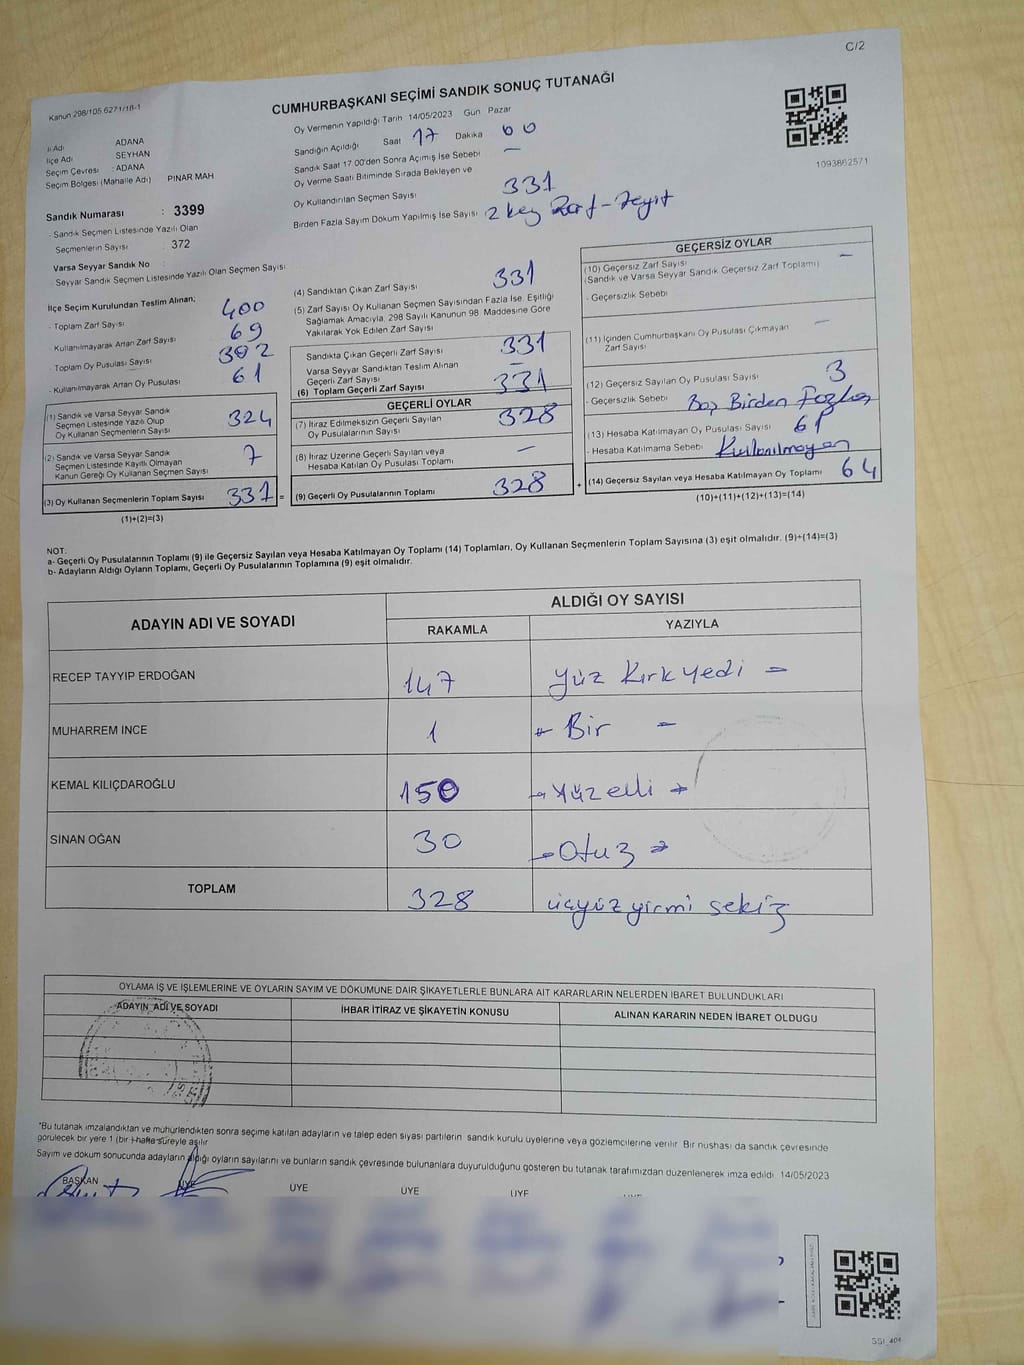 C/2
Kanun 298/105 6271/18-1
CUMHURBAŞKANI SEÇİMİ SANDIK SONUÇ TUTANAĞI
İl Adı ADANA
İlçe Adı SEYHAN
Seçim Çevresi : ADANA
Seçim Bölgesi (Mahalle Adı) PINAR MAH
Sandık Numarası : 3399
- Sandık Seçmen Listesinde Yazılı Olan
Seçmenlerin Sayısı 372
Varsa Seyyar Sandık No
- Seyyar Sandık Seçmen Listesinde Yazılı Olan Seçmen Sayısı
Oy Vermenin Yapıldığı Tarih 14/05/2023 Gün Pazar
Sandığın Açıldığı Saat 17 Dakika 00
Sandık Saat 17.00'den Sonra Açımış İse Sebebi —
Oy Verme Saati Bitiminde Sırada Bekleyen ve
Oy Kullandırılan Seçmen Sayısı 331
Birden Fazla Sayım Döküm Yapılmış İse Sayısı 2 kez Zarf-Teyit
1093862571
İlçe Seçim Kurulundan Teslim Alınan;
- Toplam Zarf Sayısı 400
- Kullanılmayarak Artan Zarf Sayısı 69
- Toplam Oy Pusulası Sayısı 392
- Kullanılmayarak Artan Oy Pusulası 61
(1) Sandık ve Varsa Seyyar Sandık
Seçmen Listesinde Yazılı Olup
Oy Kullanan Seçmenlerin Sayısı 324
(2) Sandık ve Varsa Seyyar Sandık
Seçmen Listesinde Kayıtlı Olmayan
Kanun Gereği Oy Kullanan Seçmen Sayısı 7
(3) Oy Kullanan Seçmenlerin Toplam Sayısı 331 =
(1)+(2)=(3)
(4) Sandıktan Çıkan Zarf Sayısı 331
(5) Zarf Sayısı Oy Kullanan Seçmen Sayısından Fazla İse, Eşitliği
Sağlamak Amacıyla, 298 Sayılı Kanunun 98. Maddesine Göre
Yakılarak Yok Edilen Zarf Sayısı
Sandıkta Çıkan Geçerli Zarf Sayısı 331
Varsa Seyyar Sandıktan Teslim Alınan
Geçerli Zarf Sayısı —
(6) Toplam Geçerli Zarf Sayısı 331
GEÇERLİ OYLAR
(7) İtiraz Edilmeksizin Geçerli Sayılan
Oy Pusulalarının Sayısı 328
(8) İtiraz Üzerine Geçerli Sayılan veya
Hesaba Katılan Oy Pusulası Toplamı —
(9) Geçerli Oy Pusulalarının Toplamı 328 +
GEÇERSİZ OYLAR
(10) Geçersiz Zarf Sayısı
(Sandık ve Varsa Seyyar Sandık Geçersiz Zarf Toplamı) —
- Geçersizlik Sebebi
(11) İçinden Cumhurbaşkanı Oy Pusulası Çıkmayan
Zarf Sayısı —
(12) Geçersiz Sayılan Oy Pusulası Sayısı 3
- Geçersizlik Sebebi Boş Birden Fazla
(13) Hesaba Katılmayan Oy Pusulası Sayısı 61
- Hesaba Katılmama Sebebi Kullanılmayan
(14) Geçersiz Sayılan veya Hesaba Katılmayan Oy Toplamı 64
(10)+(11)+(12)+(13)=(14)
NOT.
a- Geçerli Oy Pusulalarının Toplamı (9) ile Geçersiz Sayılan veya Hesaba Katılmayan Oy Toplamı (14) Toplamları, Oy Kullanan Seçmenlerin Toplam Sayısına (3) eşit olmalıdır. (9)+(14)=(3)
b- Adayların Aldığı Oyların Toplamı, Geçerli Oy Pusulalarının Toplamına (9) eşit olmalıdır.
ADAYIN ADI VE SOYADI
ALDIĞI OY SAYISI
RAKAMLA YAZIYLA
RECEP TAYYIP ERDOĞAN 147 Yüz Kırkyedi
MUHARREM İNCE 1 Bir
KEMAL KILIÇDAROĞLU 150 Yüzelli
SİNAN OĞAN 30 Otuz
TOPLAM 328 üçyüzyirmi sekiz
OYLAMA İŞ VE İŞLEMLERİNE VE OYLARIN SAYIM VE DÖKÜMÜNE DAİR ŞİKAYETLERLE BUNLARA AİT KARARLARIN NELERDEN İBARET BULUNDUKLARI
ADAYIN ADI VE SOYADI İHBAR İTİRAZ VE ŞİKAYETİN KONUSU ALINAN KARARIN NEDEN İBARET OLDUĞU
*Bu tutanak imzalandıktan ve mühürlendikten sonra seçime katılan adayların ve talep eden siyasi partilerin sandık kurulu üyelerine veya gözlemcilerine verilir. Bir nüshası da sandık çevresinde
görülecek bir yere 1 (bir ) hafta süreyle asılır
Sayım ve döküm sonucunda adayların aldığı oyların sayılarını ve bunların sandık çevresinde bulunanlara duyurulduğunu gösteren bu tutanak tarafımızdan düzenlenerek imza edildi 14/05/2023
BAŞKAN ÜYE ÜYE ÜYE ÜYE